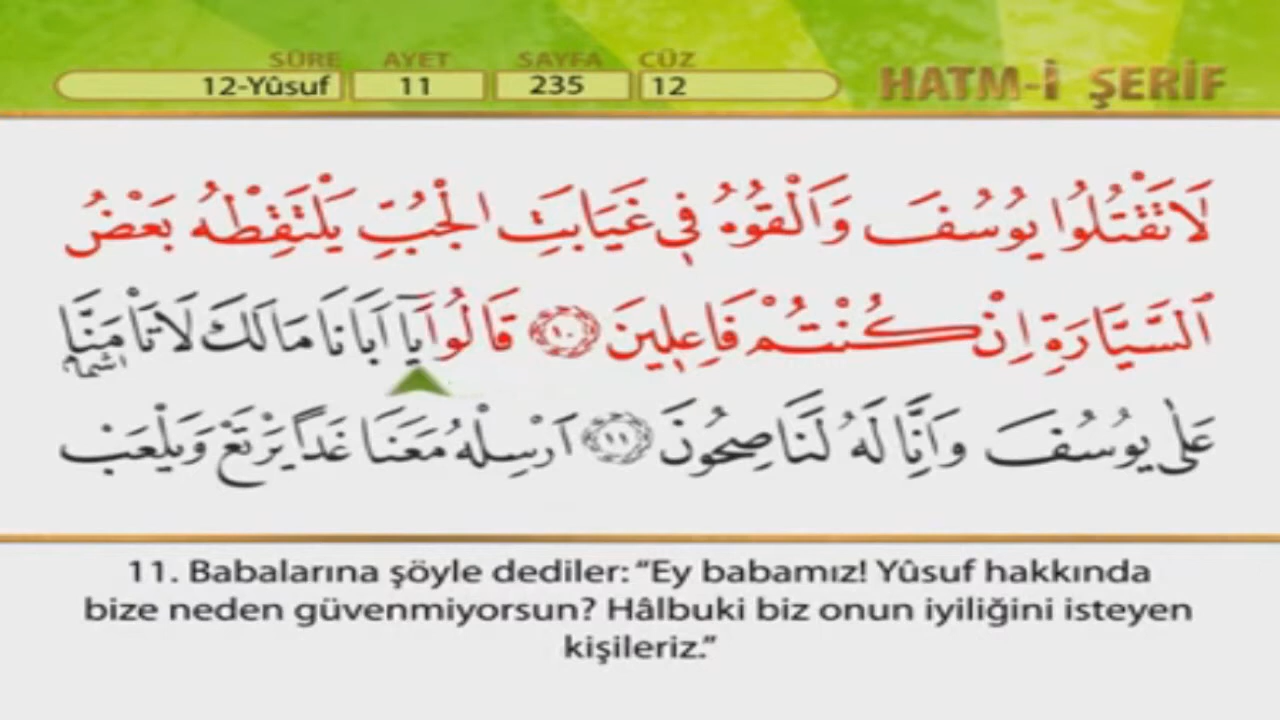 SÛRE AYET SAYFA CÜZ
12-Yûsuf 11 235 12 HATM-İ ŞERİF
لَا تَقْتُلُوا يُوسُفَ وَاَلْقُوهُ فٖي غَيَابَتِ الْجُبِّ يَلْتَقِطْهُ بَعْضُ
السَّيَّارَةِ اِنْ كُنْتُمْ فَاعِلٖينَ ﴿١٠﴾ قَالُوا يَٓا اَبَانَا مَا لَكَ لَا تَأْمَنَّا
اشمام
عَلٰى يُوسُفَ وَاِنَّا لَهُ لَنَاصِحُونَ ﴿١١﴾ اَرْسِلْهُ مَعَنَا غَدًا يَرْتَعْ وَيَلْعَبْ
11. Babalarına şöyle dediler: “Ey babamız! Yûsuf hakkında
bize neden güvenmiyorsun? Hâlbuki biz onun iyiliğini isteyen
kişileriz.”